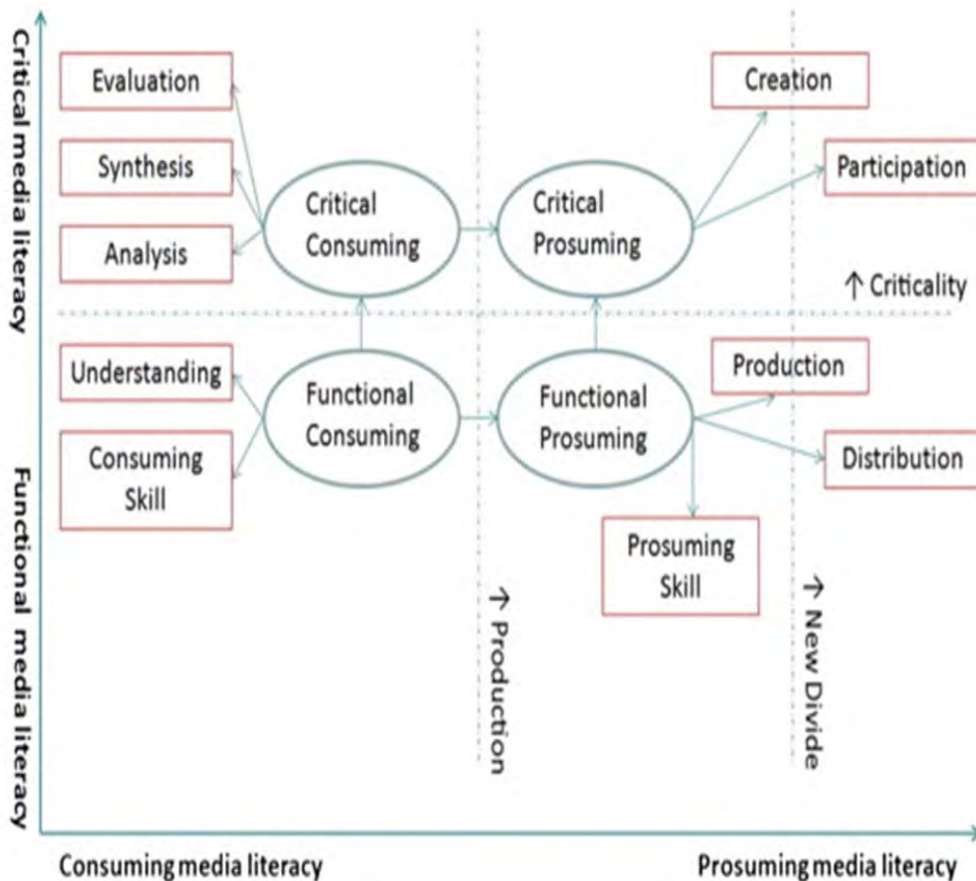 Critical media literacy
Functional media literacy
Evaluation
Synthesis
Analysis
Critical
Consuming
Critical
Prosuming
Creation
Participation
↑ Criticality
Understanding
Consuming
Skill
Functional
Consuming
Functional
Prosuming
Production
Distribution
Prosuming
Skill
↑ Production
↑ New Divide
Consuming media literacy
Prosuming media literacy